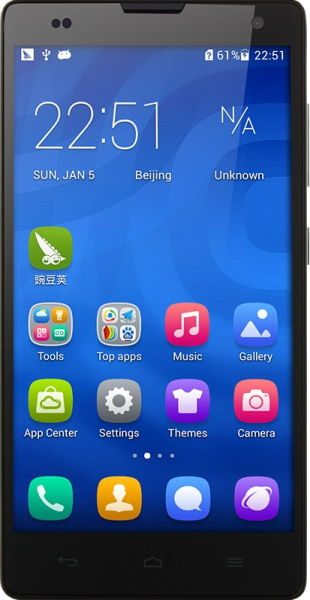 61% 22:51
22:51
N/A
SUN, JAN 5 Beijing Unknown
豌豆荚
Tools Top apps Music Gallery
App Center Settings Themes Camera